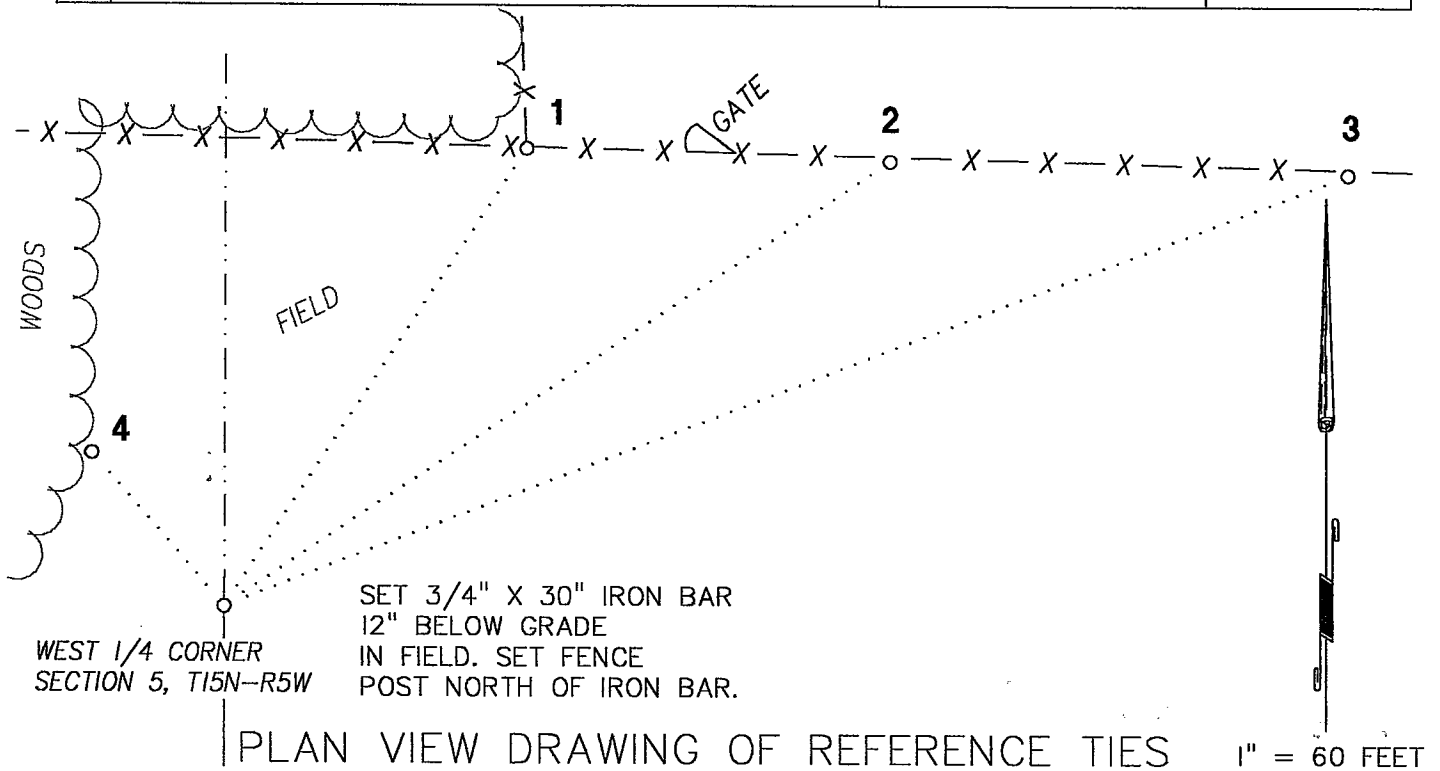 1
GATE
2
3
WOODS
FIELD
4
SET 3/4" X 30" IRON BAR
12" BELOW GRADE
IN FIELD. SET FENCE
POST NORTH OF IRON BAR.
WEST 1/4 CORNER
SECTION 5, T15N-R5W
PLAN VIEW DRAWING OF REFERENCE TIES
1" = 60 FEET